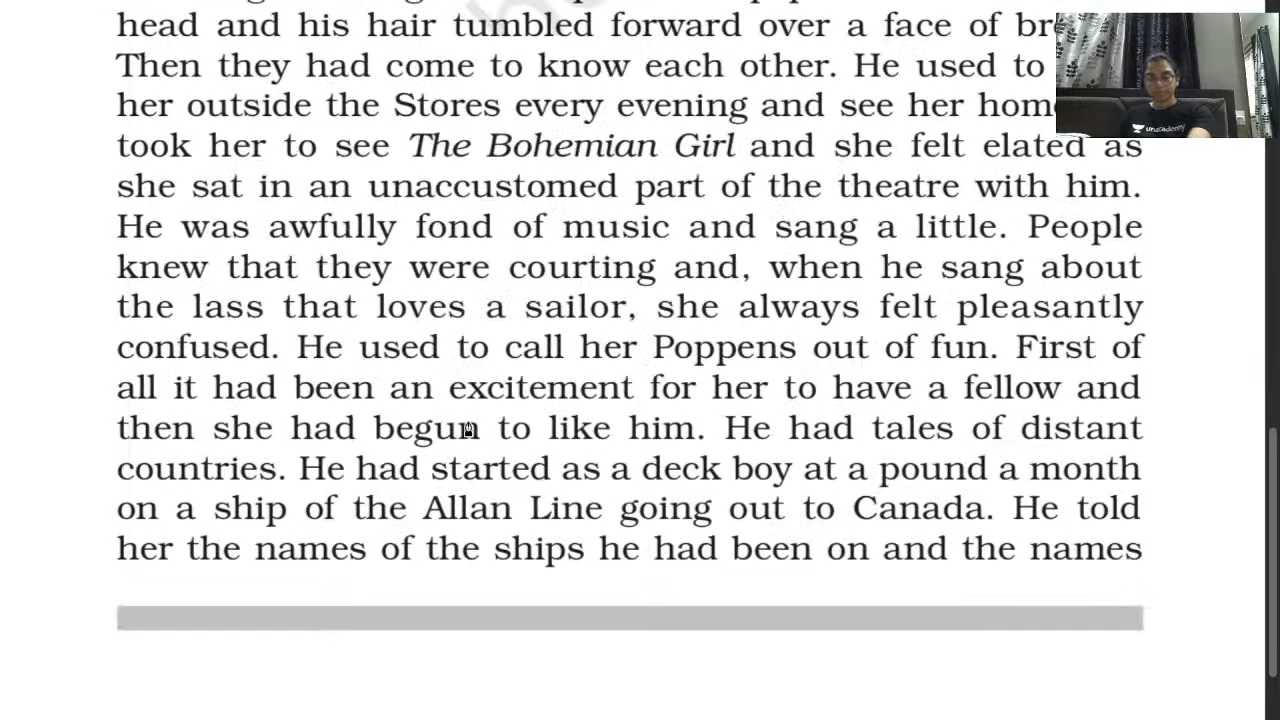 head and his hair tumbled forward over a face of
Then they had come to know each other. He used to
her outside the Stores every evening and see her
took her to see The Bohemian Girl and she felt elated as
she sat in an unaccustomed part of the theatre with him.
He was awfully fond of music and sang a little. People
knew that they were courting and, when he sang about
the lass that loves a sailor, she always felt pleasantly
confused. He used to call her Poppens out of fun. First of
all it had been an excitement for her to have a fellow and
then she had begun to like him. He had tales of distant
countries. He had started as a deck boy at a pound a month
on a ship of the Allan Line going out to Canada. He told
her the names of the ships he had been on and the names
unacademy